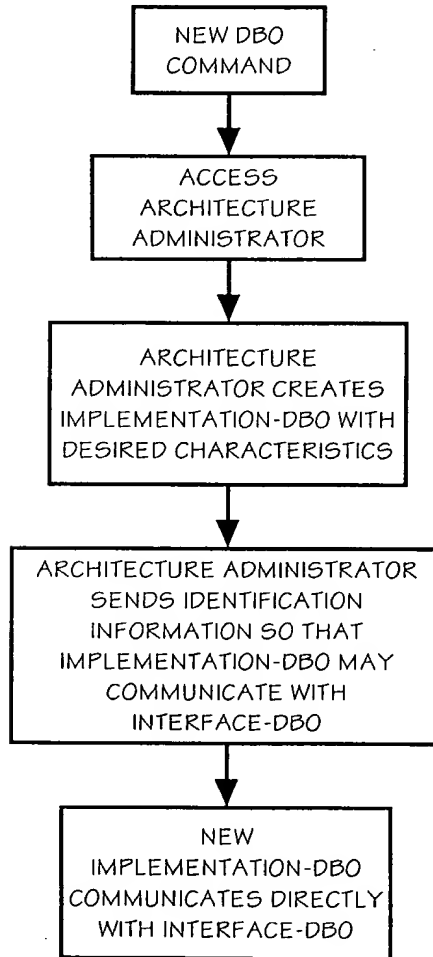 NEW DBO
COMMAND
ACCESS
ARCHITECTURE
ADMINISTRATOR
ARCHITECTURE
ADMINISTRATOR CREATES
IMPLEMENTATION-DBO WITH
DESIRED CHARACTERISTICS
ARCHITECTURE ADMINISTRATOR
SENDS IDENTIFICATION
INFORMATION SO THAT
IMPLEMENTATION-DBO MAY
COMMUNICATE WITH
INTERFACE-DBO
NEW
IMPLEMENTATION-DBO
COMMUNICATES DIRECTLY
WITH INTERFACE-DBO